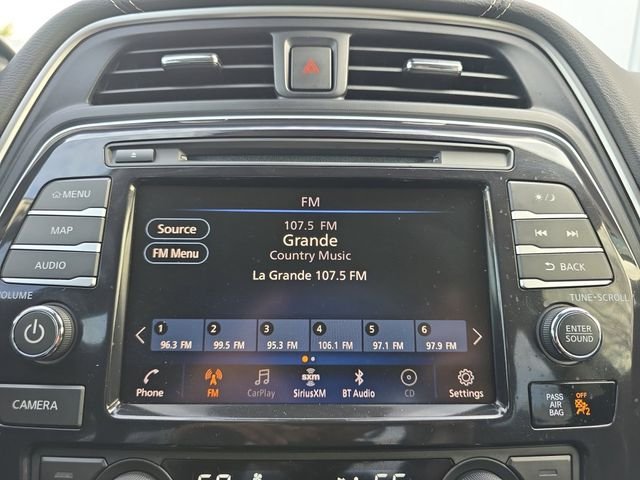 MENU
MAP
AUDIO
VOLUME
CAMERA
FM
107.5 FM
Grande
Country Music
La Grande 107.5 FM
Source
FM Menu
1 2 3 4 5 6
96.3 FM 99.5 FM 95.3 FM 106.1 FM 97.1 FM 97.9 FM
Phone FM CarPlay SiriusXM BT Audio CD Settings
sxm
BACK
TUNE·SCROLL
ENTER
SOUND
PASS
AIR
BAG
OFF
2